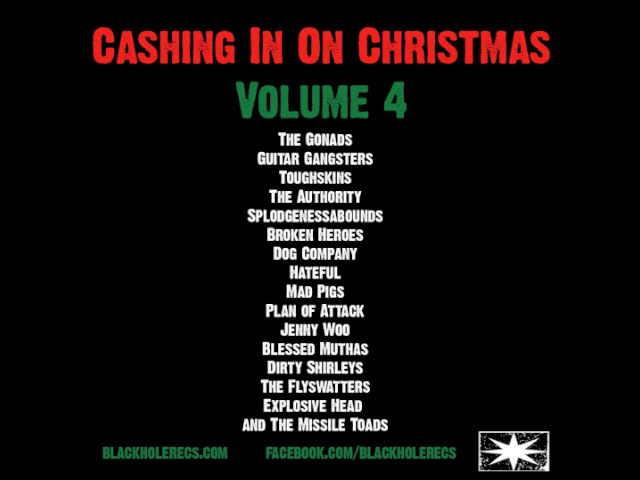 Cashing In On Christmas
Volume 4
The Gonads
Guitar Gangsters
Toughskins
The Authority
Splodgenessabounds
Broken Heroes
Dog Company
Hateful
Mad Pigs
Plan of Attack
Jenny Woo
Blessed Muthas
Dirty Shirleys
The Flyswatters
Explosive Head
and The Missile Toads
blackholerecs.com facebook.com/blackholerecs